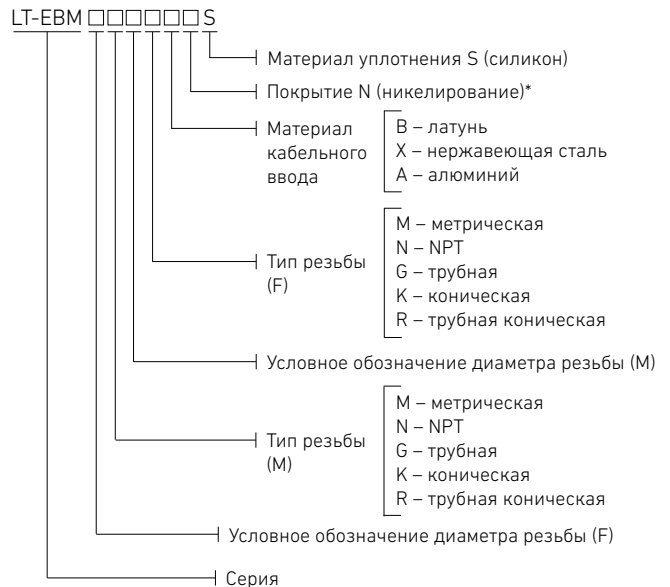 LT-EBM □□□□□□ S
Материал уплотнения S (силикон)
Покрытие N (никелирование)*
Материал
кабельного
ввода
B – латунь
X – нержавеющая сталь
A – алюминий
Тип резьбы
(F)
M – метрическая
N – NPT
G – трубная
K – коническая
R – трубная коническая
Условное обозначение диаметра резьбы (M)
Тип резьбы
(M)
M – метрическая
N – NPT
G – трубная
K – коническая
R – трубная коническая
Условное обозначение диаметра резьбы (F)
Серия